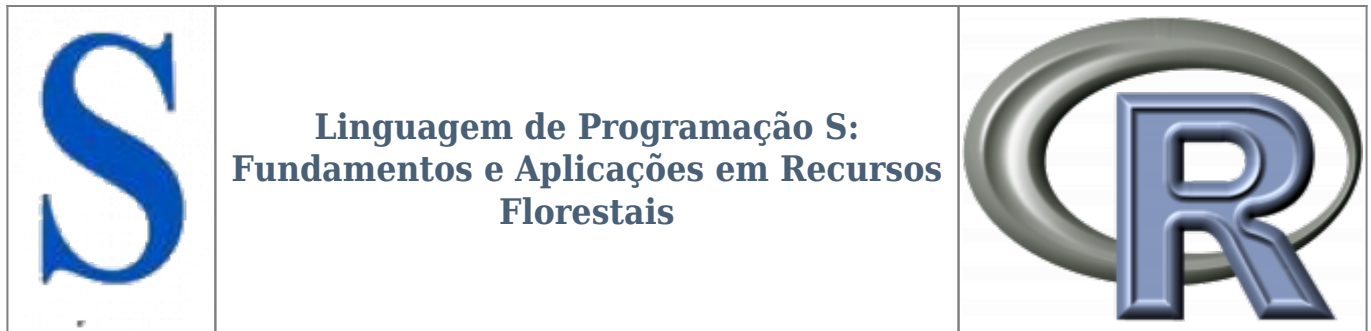 S
Linguagem de Programação S:
Fundamentos e Aplicações em Recursos
Florestais
R